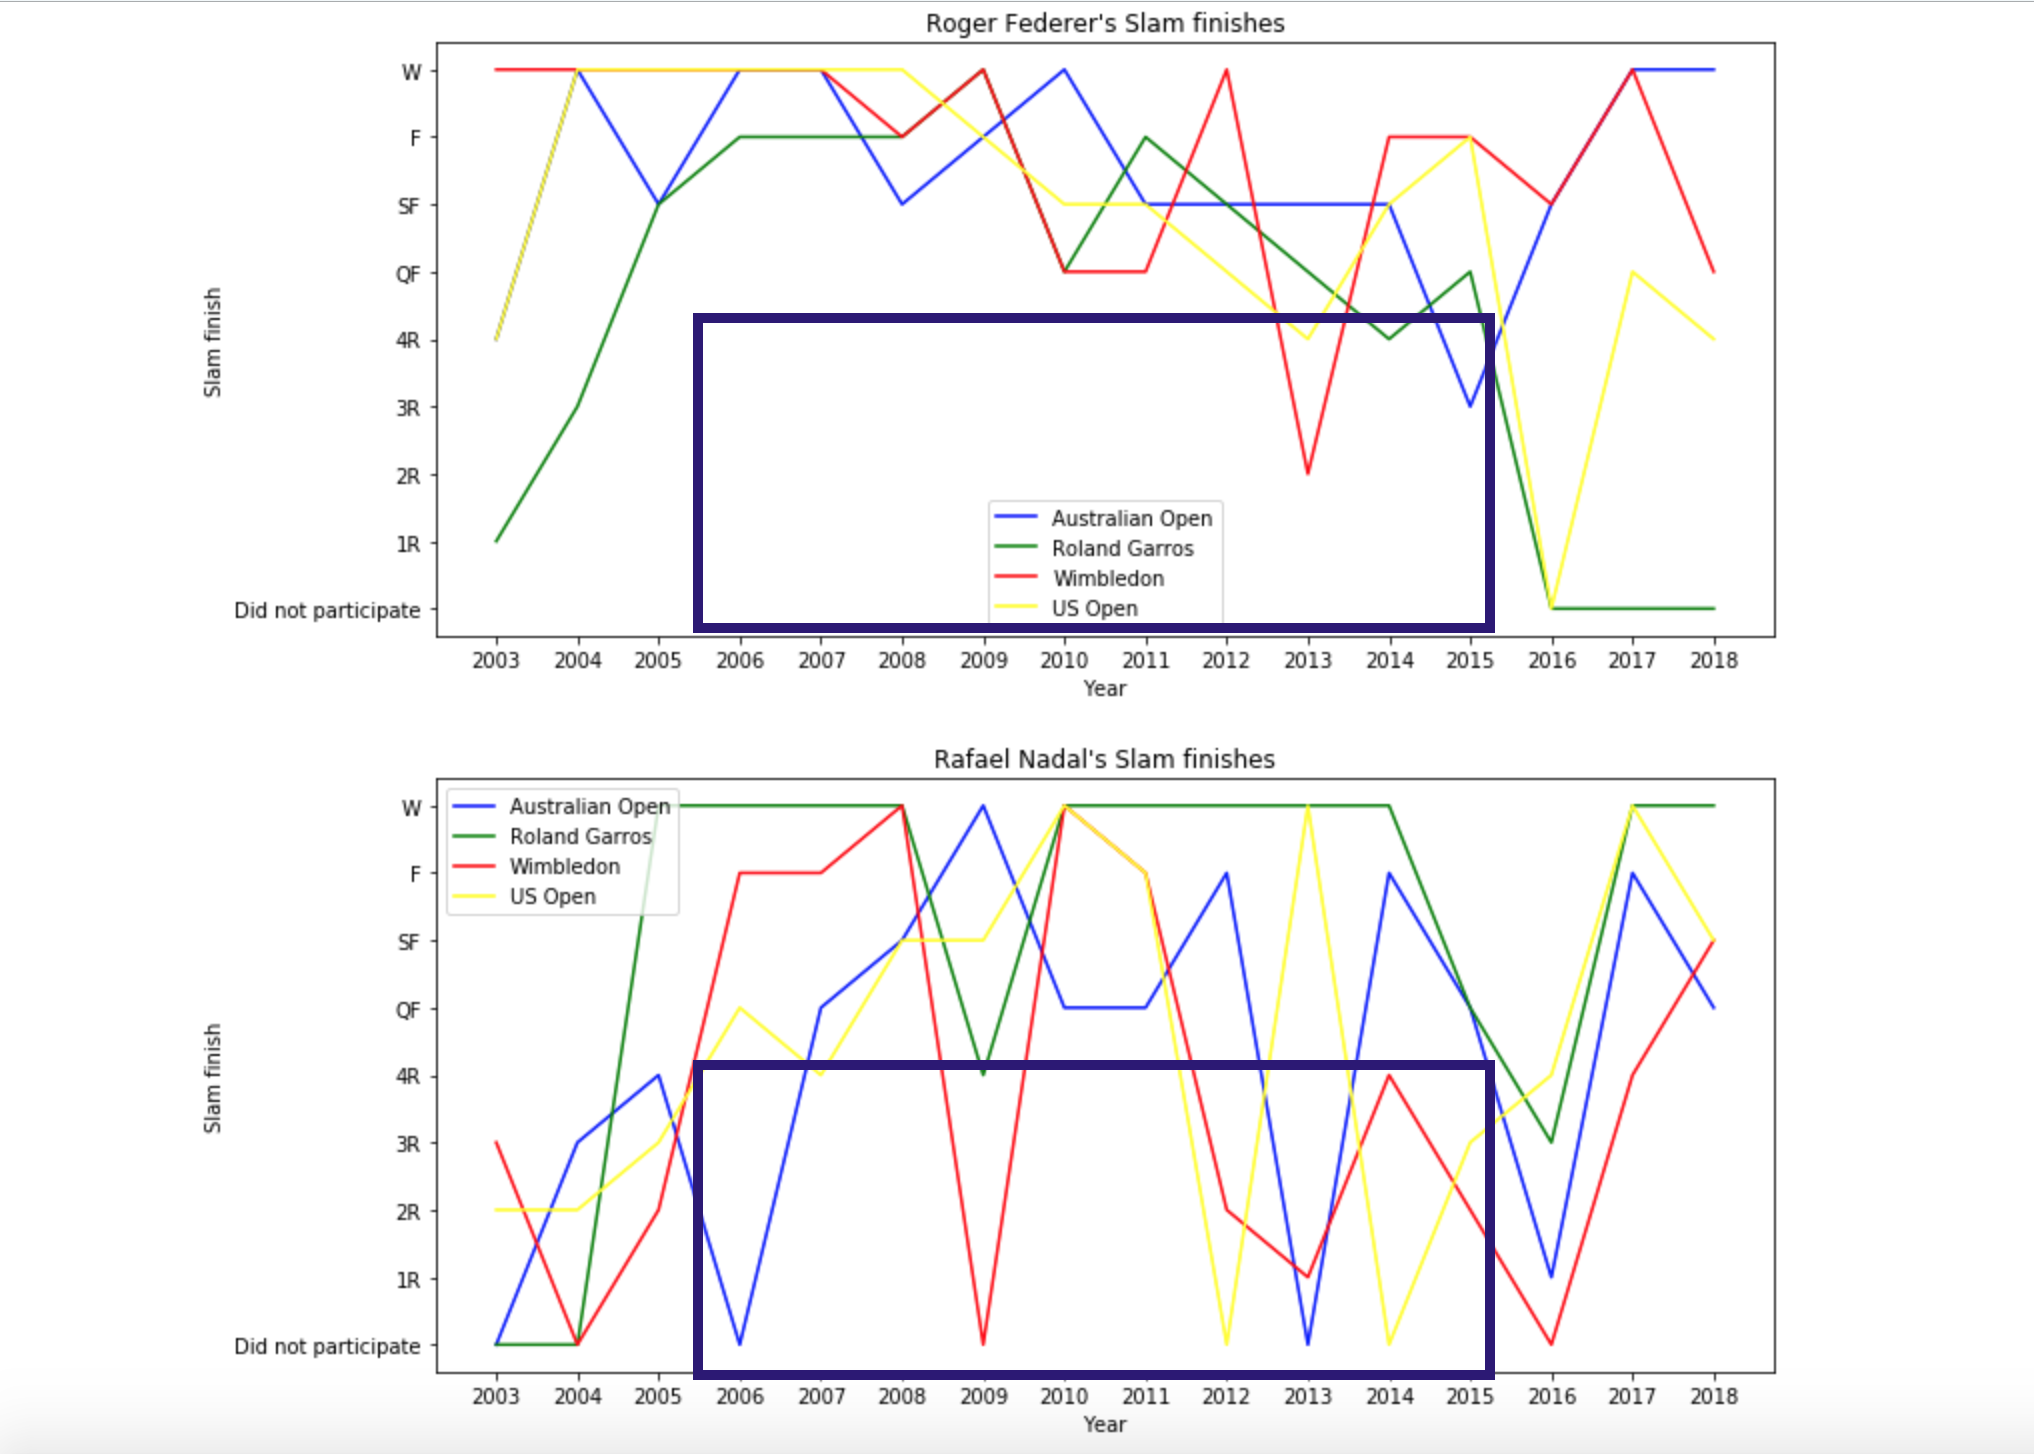 Roger Federer's Slam finishes
W
F
SF
QF
4R
3R
2R
1R
Did not participate
Slam finish
Australian Open
Roland Garros
Wimbledon
US Open
2003 2004 2005 2006 2007 2008 2009 2010 2011 2012 2013 2014 2015 2016 2017 2018
Year
Rafael Nadal's Slam finishes
W
F
SF
QF
4R
3R
2R
1R
Did not participate
Slam finish
Australian Open
Roland Garros
Wimbledon
US Open
2003 2004 2005 2006 2007 2008 2009 2010 2011 2012 2013 2014 2015 2016 2017 2018
Year